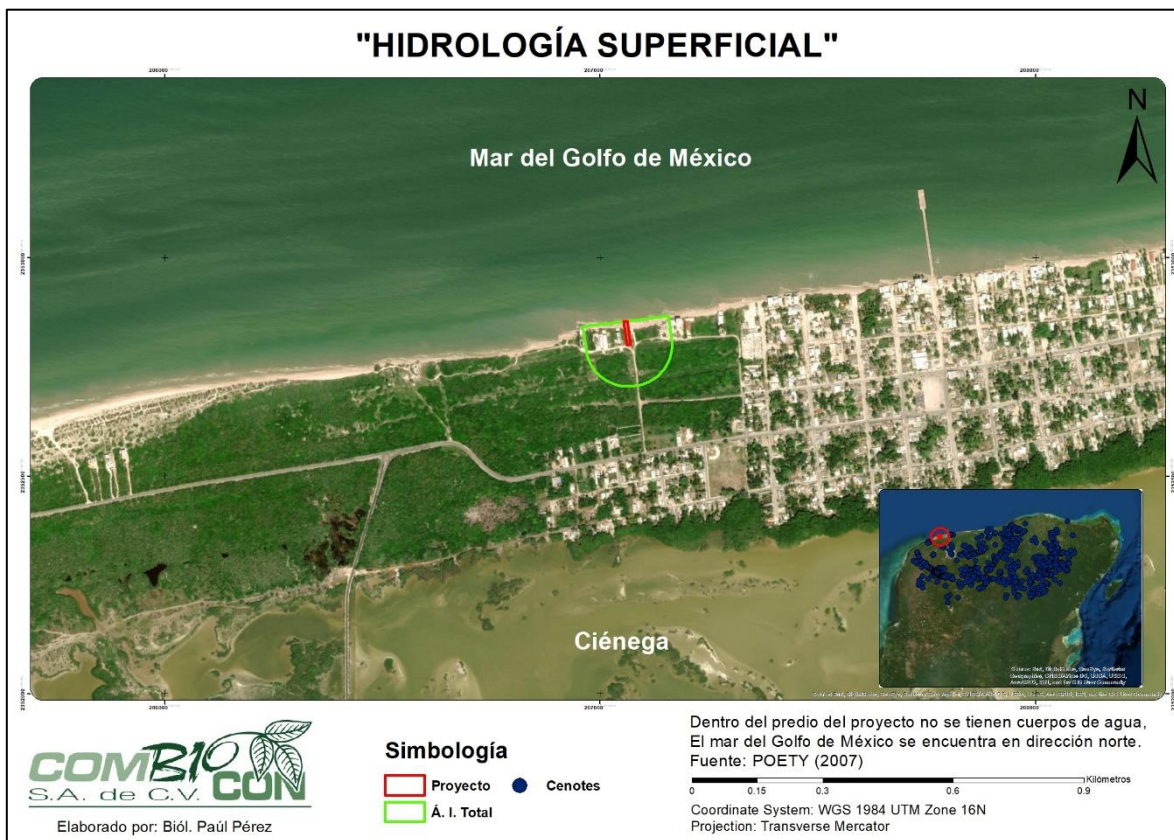 "HIDROLOGÍA SUPERFICIAL"
207000
N
Mar del Golfo de México
Ciénega
COMBIOCON
S.A. de C.V.
Elaborado por: Biól. Paúl Pérez
Simbología
Proyecto
Cenotes
Á. I. Total
Dentro del predio del proyecto no se tienen cuerpos de agua,
El mar del Golfo de México se encuentra en dirección norte.
Fuente: POETY (2007)
Kilómetros
0 0.15 0.3 0.6 0.9
Coordinate System: WGS 1984 UTM Zone 16N
Projection: Transverse Mercator